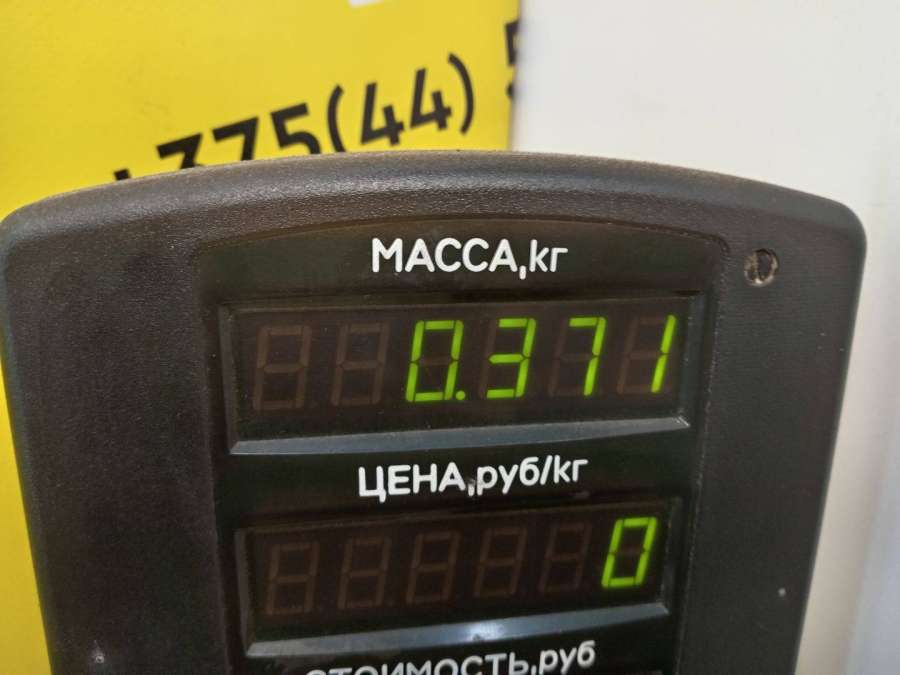 375(44)
МАССА,кг
0.371
ЦЕНА,руб/кг
0
СТОИМОСТЬ,руб